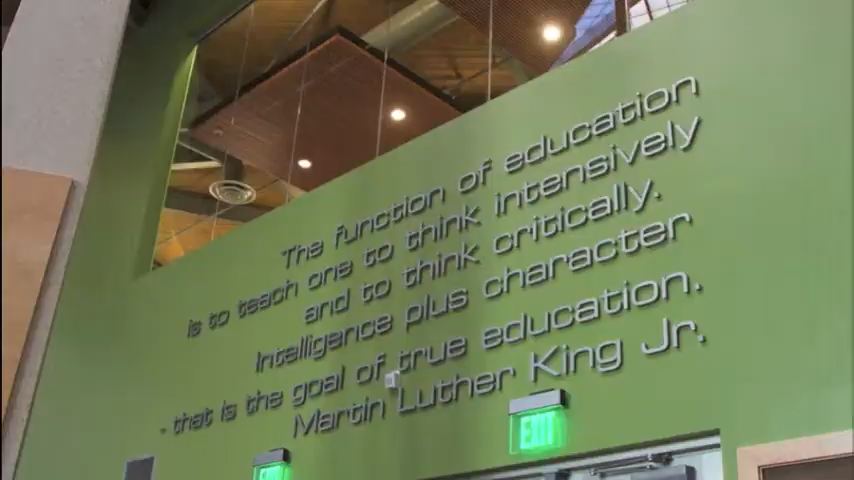 The function of education
is to teach one to think intensively
and to think critically.
Intelligence plus character
- that is the goal of true education.
Martin Luther King Jr.
EXIT